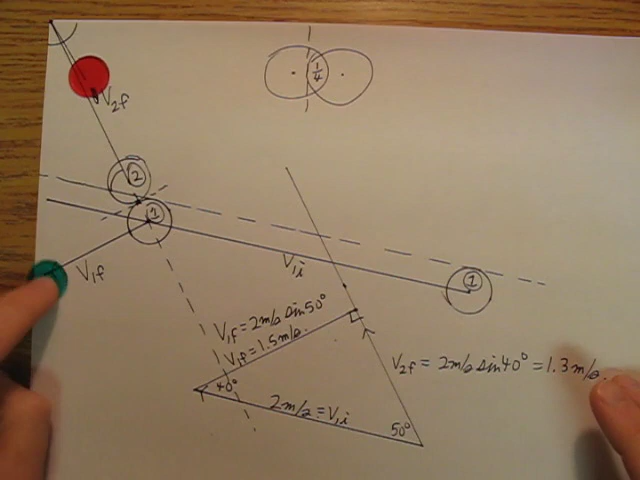 V2f
1/4
2
1
V1f
V1i
1
V1f = 2m/s sin50°
V1f = 1.5m/s.
V2f = 2m/s sin40° = 1.3m/s.
40°
2m/s = V1i
50°